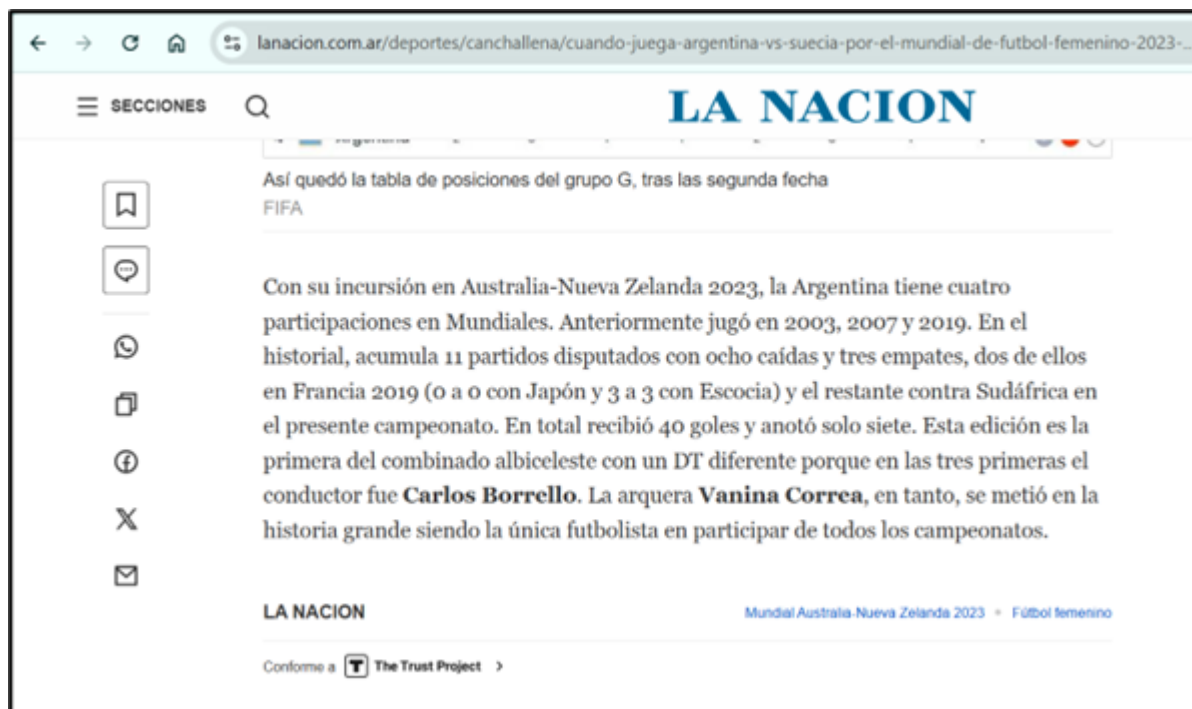 lanacion.com.ar/deportes/canchallena/cuando-juega-argentina-vs-suecia-por-el-mundial-de-futbol-femenino-2023-...
SECCIONES
LA NACION
Argentina
Así quedó la tabla de posiciones del grupo G, tras las segunda fecha
FIFA
Con su incursión en Australia-Nueva Zelanda 2023, la Argentina tiene cuatro
participaciones en Mundiales. Anteriormente jugó en 2003, 2007 y 2019. En el
historial, acumula 11 partidos disputados con ocho caídas y tres empates, dos de ellos
en Francia 2019 (0 a 0 con Japón y 3 a 3 con Escocia) y el restante contra Sudáfrica en
el presente campeonato. En total recibió 40 goles y anotó solo siete. Esta edición es la
primera del combinado albiceleste con un DT diferente porque en las tres primeras el
conductor fue Carlos Borrello. La arquera Vanina Correa, en tanto, se metió en la
historia grande siendo la única futbolista en participar de todos los campeonatos.
LA NACION
Mundial Australia-Nueva Zelanda 2023 • Fútbol femenino
Conforme a T The Trust Project >